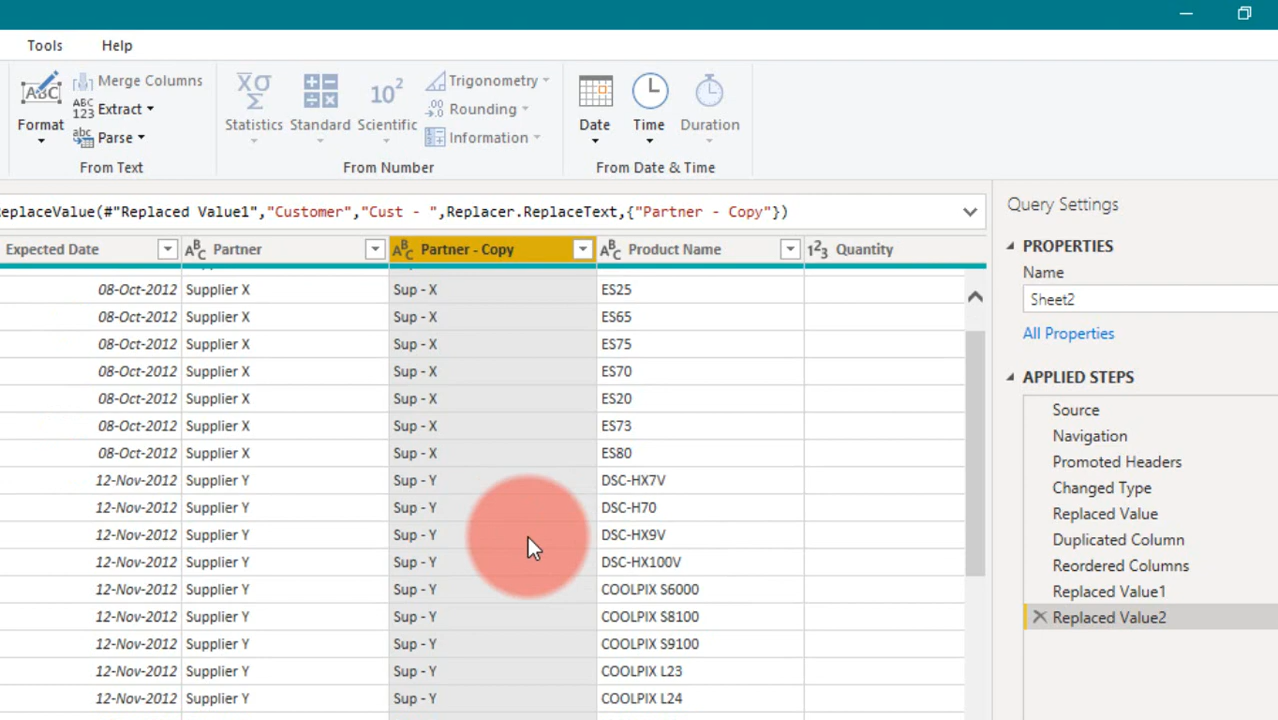 Tools Help
Merge Columns Trigonometry
ABC 123 Extract Rounding
abc Parse Information
Format Statistics Standard Scientific Date Time Duration
From Text From Number From Date & Time
eplaceValue(#"Replaced Value1","Customer","Cust - ",Replacer.ReplaceText,{"Partner - Copy"})
Expected Date Partner Partner - Copy Product Name 123 Quantity
08-Oct-2012 Supplier X Sup - X ES25
08-Oct-2012 Supplier X Sup - X ES65
08-Oct-2012 Supplier X Sup - X ES75
08-Oct-2012 Supplier X Sup - X ES70
08-Oct-2012 Supplier X Sup - X ES20
08-Oct-2012 Supplier X Sup - X ES73
08-Oct-2012 Supplier X Sup - X ES80
12-Nov-2012 Supplier Y Sup - Y DSC-HX7V
12-Nov-2012 Supplier Y Sup - Y DSC-H70
12-Nov-2012 Supplier Y Sup - Y DSC-HX9V
12-Nov-2012 Supplier Y Sup - Y DSC-HX100V
12-Nov-2012 Supplier Y Sup - Y COOLPIX S6000
12-Nov-2012 Supplier Y Sup - Y COOLPIX S8100
12-Nov-2012 Supplier Y Sup - Y COOLPIX S9100
12-Nov-2012 Supplier Y Sup - Y COOLPIX L23
12-Nov-2012 Supplier Y Sup - Y COOLPIX L24
Query Settings
PROPERTIES
Name
Sheet2
All Properties
APPLIED STEPS
Source
Navigation
Promoted Headers
Changed Type
Replaced Value
Duplicated Column
Reordered Columns
Replaced Value1
Replaced Value2